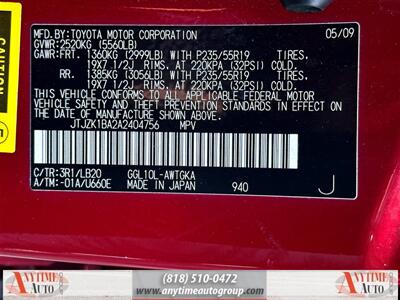 MFD.BY:TOYOTA MOTOR CORPORATION 05/09
GVWR:2520KG (5560LB)
GAWR:FRT. 1360KG (2999LB) WITH P235/55R19 TIRES.
19X7 1/2J RIMS. AT 220KPA (32PSI) COLD.
RR. 1385KG (3056LB) WITH P235/55R19 TIRES.
19X7 1/2J RIMS. AT 220KPA (32PSI) COLD.
THIS VEHICLE CONFORMS TO ALL APPLICABLE FEDERAL MOTOR
VEHICLE SAFETY STANDARDS IN EFFECT ON THE DATE OF
MANUFACTURE SHOWN ABOVE.
JTJZK1BA2A2404756 MPV
C/TR:3R1/LB20 GGL10L-AWTGKA
A/TM:-01A/U660E MADE IN JAPAN 940 J
ANYTIME AUTO
(818) 510-0472
www.anytimeautogroup.com
ANYTIME AUTO